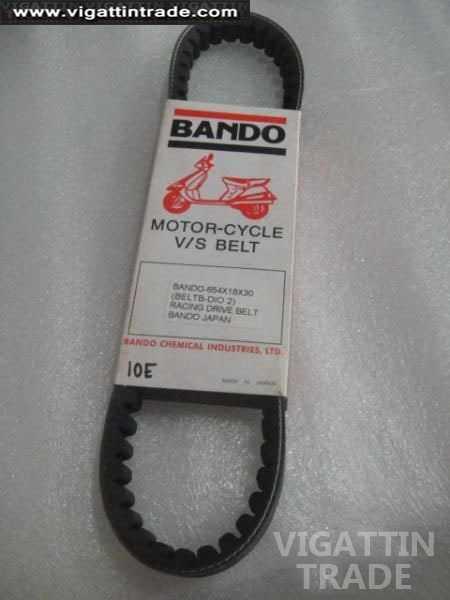 www.vigattintrade.com
BANDO
MOTOR-CYCLE
V/S BELT
BANDO-654X18X30
(BELTB-DIO 2)
RACING DRIVE BELT
BANDO JAPAN
BANDO CHEMICAL INDUSTRIES, LTD.
10E
MADE IN JAPAN
VIGATTIN
TRADE